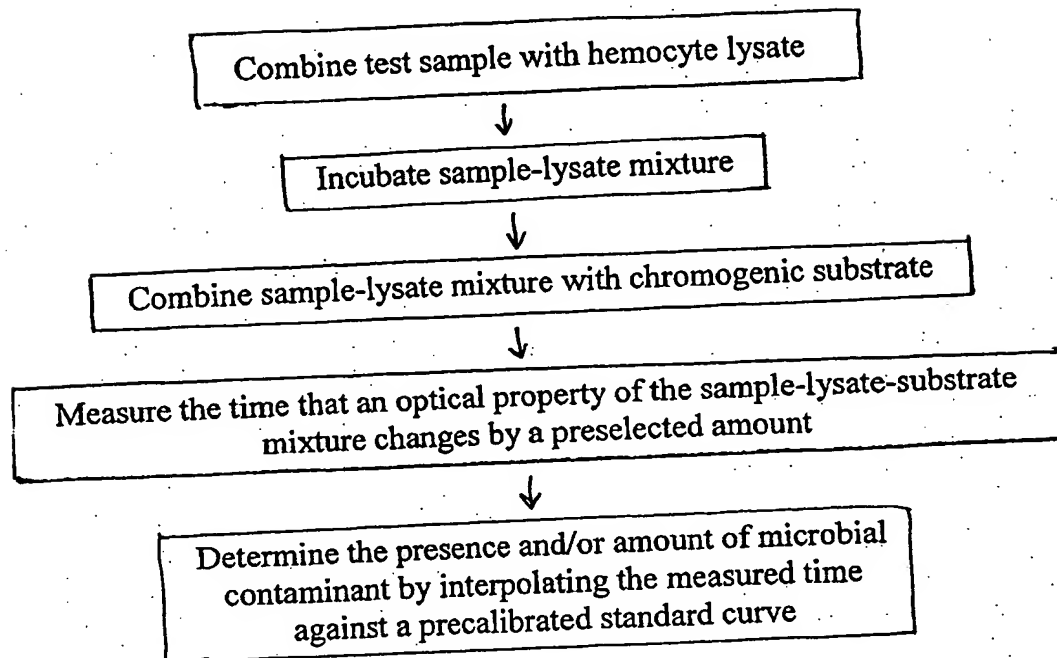 Combine test sample with hemocyte lysate
Incubate sample-lysate mixture
Combine sample-lysate mixture with chromogenic substrate
Measure the time that an optical property of the sample-lysate-substrate
mixture changes by a preselected amount
Determine the presence and/or amount of microbial
contaminant by interpolating the measured time
against a precalibrated standard curve